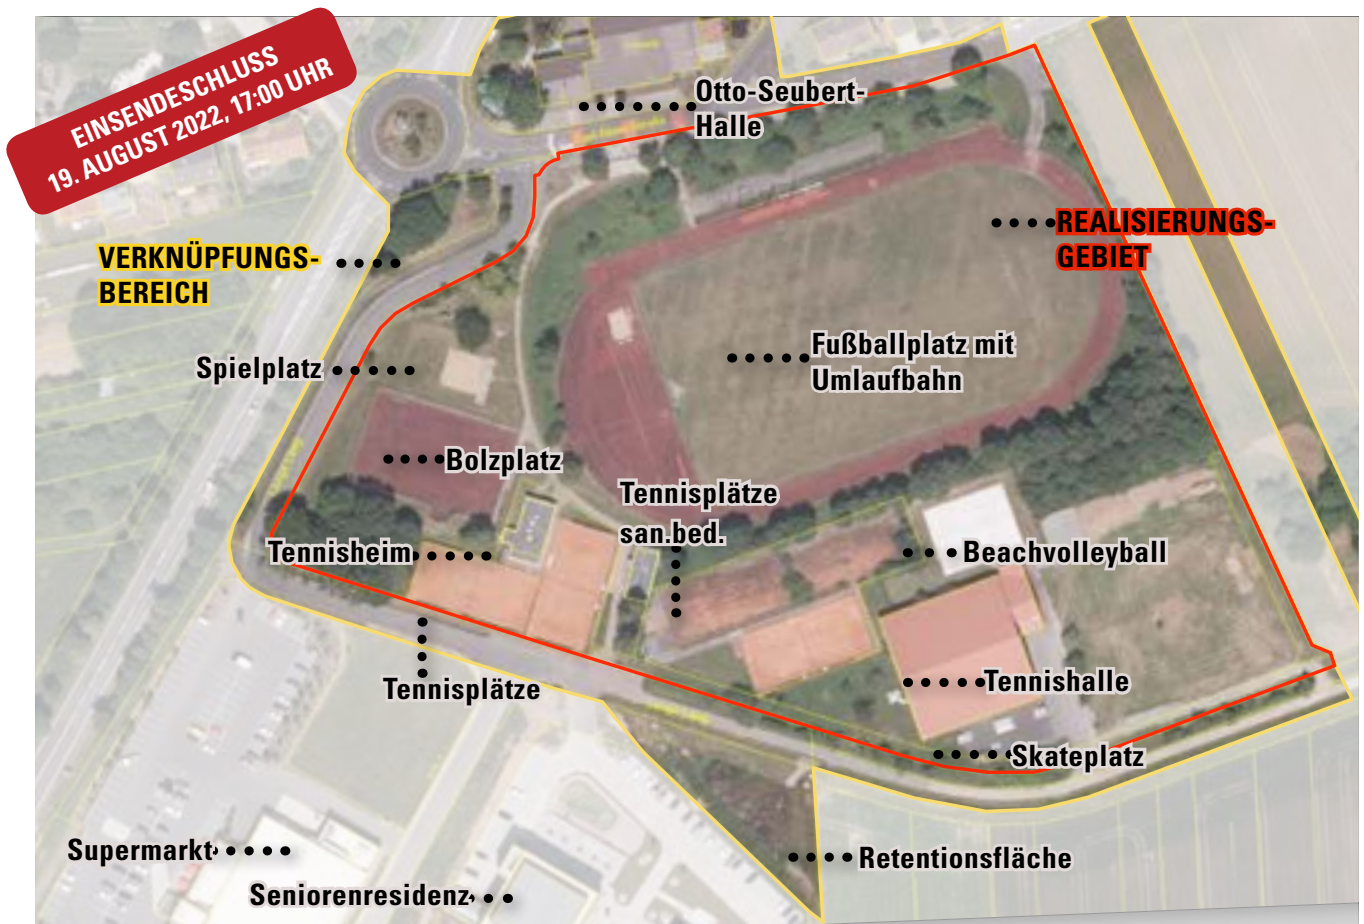 EINSENDESCHLUSS
19. AUGUST 2022, 17:00 UHR
Otto-Seubert-
Halle
VERKNÜPFUNGS-
BEREICH
REALISIERUNGS-
GEBIET
Spielplatz
Fußballplatz mit
Umlaufbahn
Bolzplatz
Tennisplätze
san.bed.
Tennisheim
Beachvolleyball
Tennisplätze
Tennishalle
Skateplatz
Supermarkt
Retentionsfläche
Seniorenresidenz